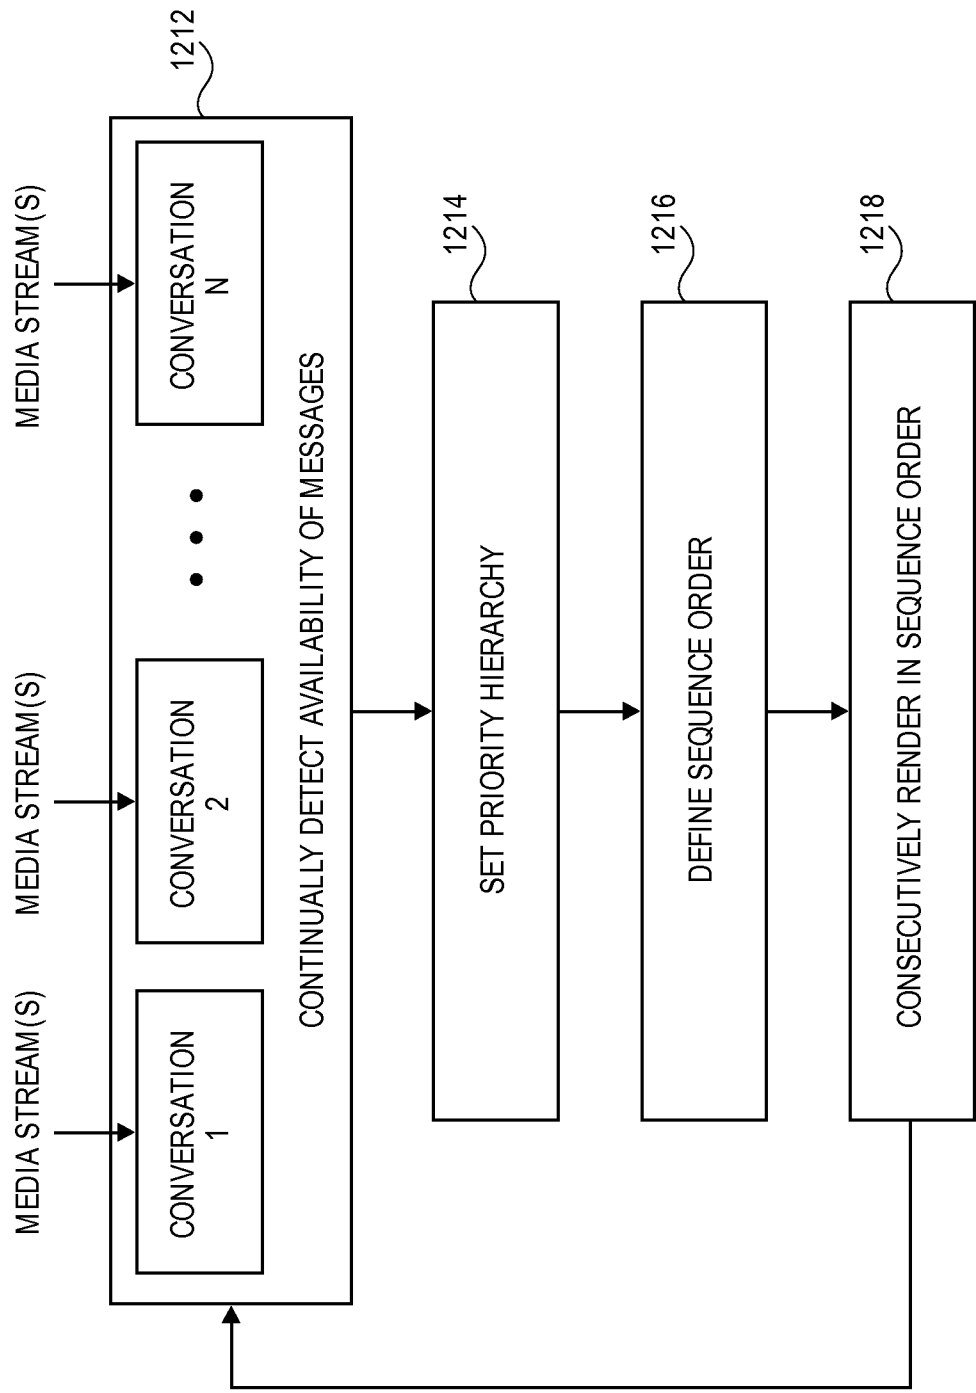 MEDIA STREAM(S)
MEDIA STREAM(S)
MEDIA STREAM(S)
1212
CONVERSATION
1
CONVERSATION
2
CONVERSATION
N
CONTINUALLY DETECT AVAILABILITY OF MESSAGES
1214
SET PRIORITY HIERARCHY
1216
DEFINE SEQUENCE ORDER
1218
CONSECUTIVELY RENDER IN SEQUENCE ORDER